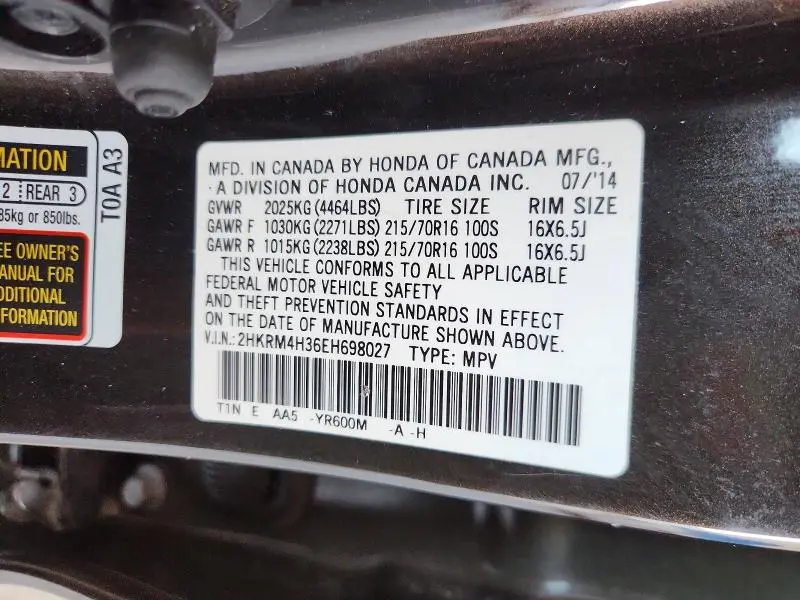 MATION
2 REAR 3
85kg or 850lbs.
EE OWNER'S
ANUAL FOR
DDITIONAL
FORMATION
T0A A3
MFD. IN CANADA BY HONDA OF CANADA MFG.,
A DIVISION OF HONDA CANADA INC. 07/'14
GVWR 2025KG (4464LBS) TIRE SIZE RIM SIZE
GAWR F 1030KG (2271LBS) 215/70R16 100S 16X6.5J
GAWR R 1015KG (2238LBS) 215/70R16 100S 16X6.5J
THIS VEHICLE CONFORMS TO ALL APPLICABLE
FEDERAL MOTOR VEHICLE SAFETY
AND THEFT PREVENTION STANDARDS IN EFFECT
ON THE DATE OF MANUFACTURE SHOWN ABOVE.
V.I.N.: 2HKRM4H36EH698027 TYPE: MPV
T1N E AA5 -YR600M -A -H